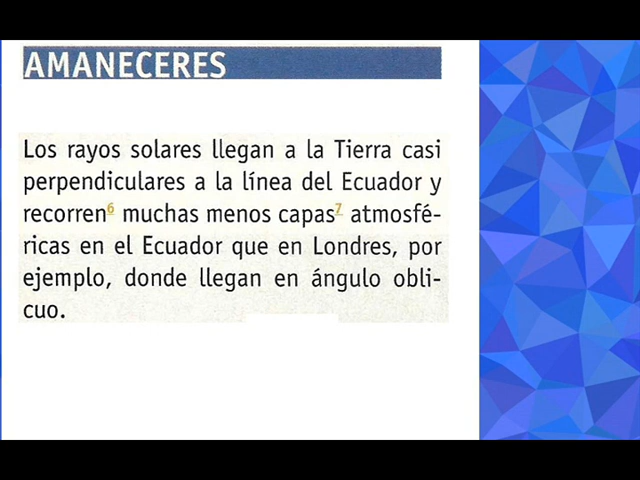 AMANECERES
Los rayos solares llegan a la Tierra casi
perpendiculares a la línea del Ecuador y
recorren6 muchas menos capas7 atmosfé-
ricas en el Ecuador que en Londres, por
ejemplo, donde llegan en ángulo obli-
cuo.